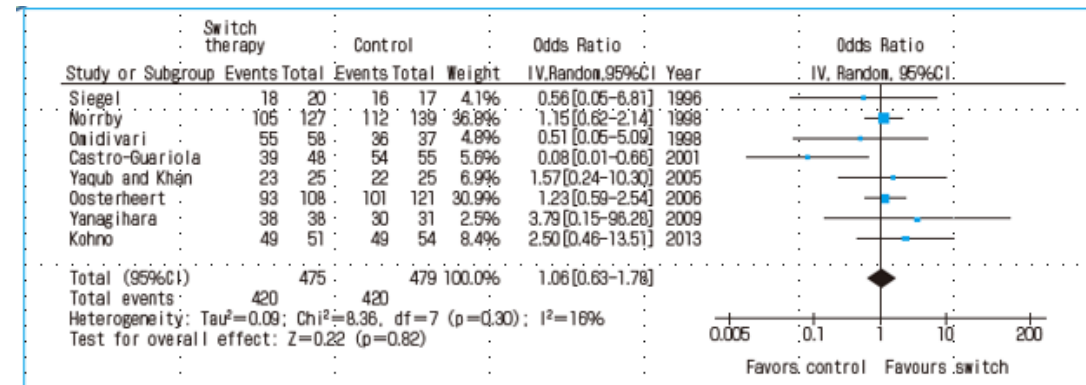 Switch
therapy Control Odds Ratio Odds Ratio
Study or Subgroup Events Total Events Total Weight IV,Random,95%CI Year IV, Random, 95%CI
Siegel 18 20 16 17 4.1% 0.56[0.05-6.81] 1996
Norrby 105 127 112 139 36.8% 1.15[0.62-2.14] 1998
Omidivari 55 58 36 37 4.8% 0.51[0.05-5.09] 1998
Castro-Guariola 39 48 54 55 5.6% 0.08[0.01-0.66] 2001
Yaqub and Khan 23 25 22 25 6.9% 1.57[0.24-10.30] 2005
Oosterheert 93 108 101 121 30.9% 1.23[0.59-2.54] 2006
Yanagihara 38 38 30 31 2.5% 3.79[0.15-96.28] 2009
Kohno 49 51 49 54 8.4% 2.50[0.46-13.51] 2013
Total (95%CI) 475 479 100.0% 1.06[0.63-1.78]
Total events 420 420
Heterogeneity: Tau²=0.09; Chi²=8.36, df=7 (p=0.30); I²=16%
Test for overall effect: Z=0.22 (p=0.82)
0.005 0.1 1 10 200
Favors control Favours switch